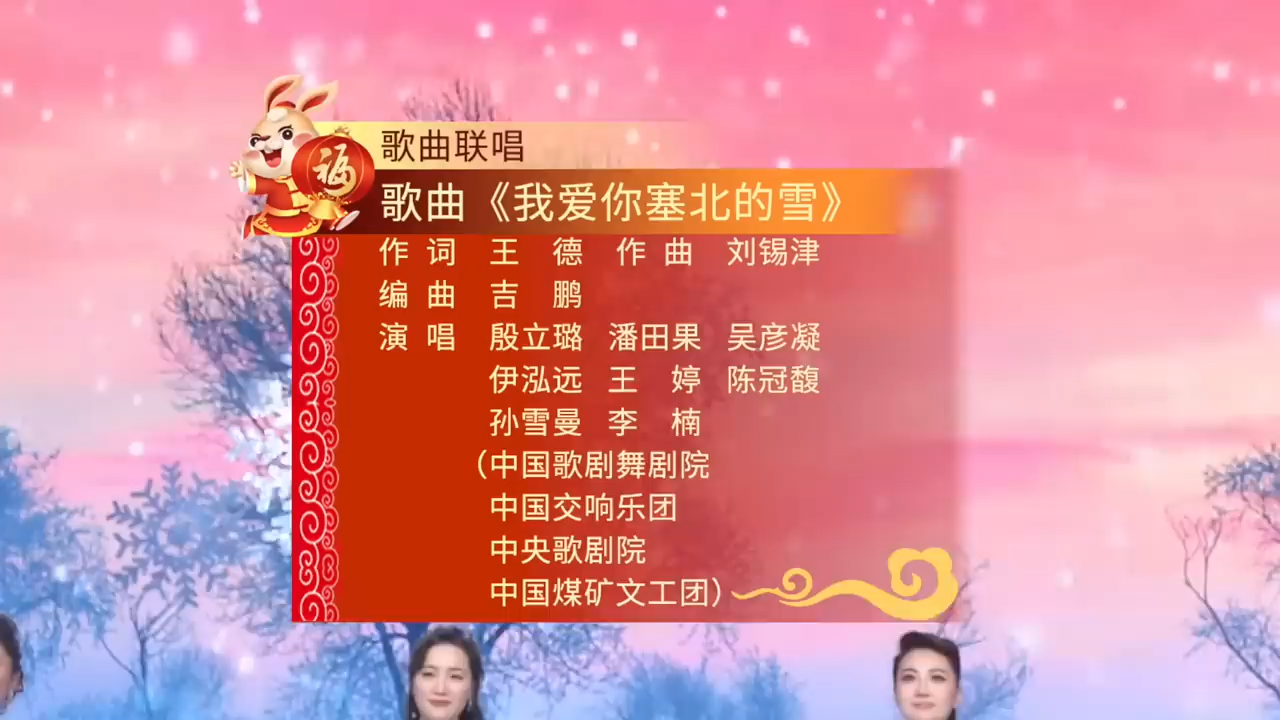 福
歌曲联唱
歌曲《我爱你塞北的雪》
作 词 王 德 作 曲 刘锡津
编 曲 吉 鹏
演 唱 殷立璐 潘田果 吴彦凝
伊泓远 王 婷 陈冠馥
孙雪曼 李 楠
（中国歌剧舞剧院
中国交响乐团
中央歌剧院
中国煤矿文工团）